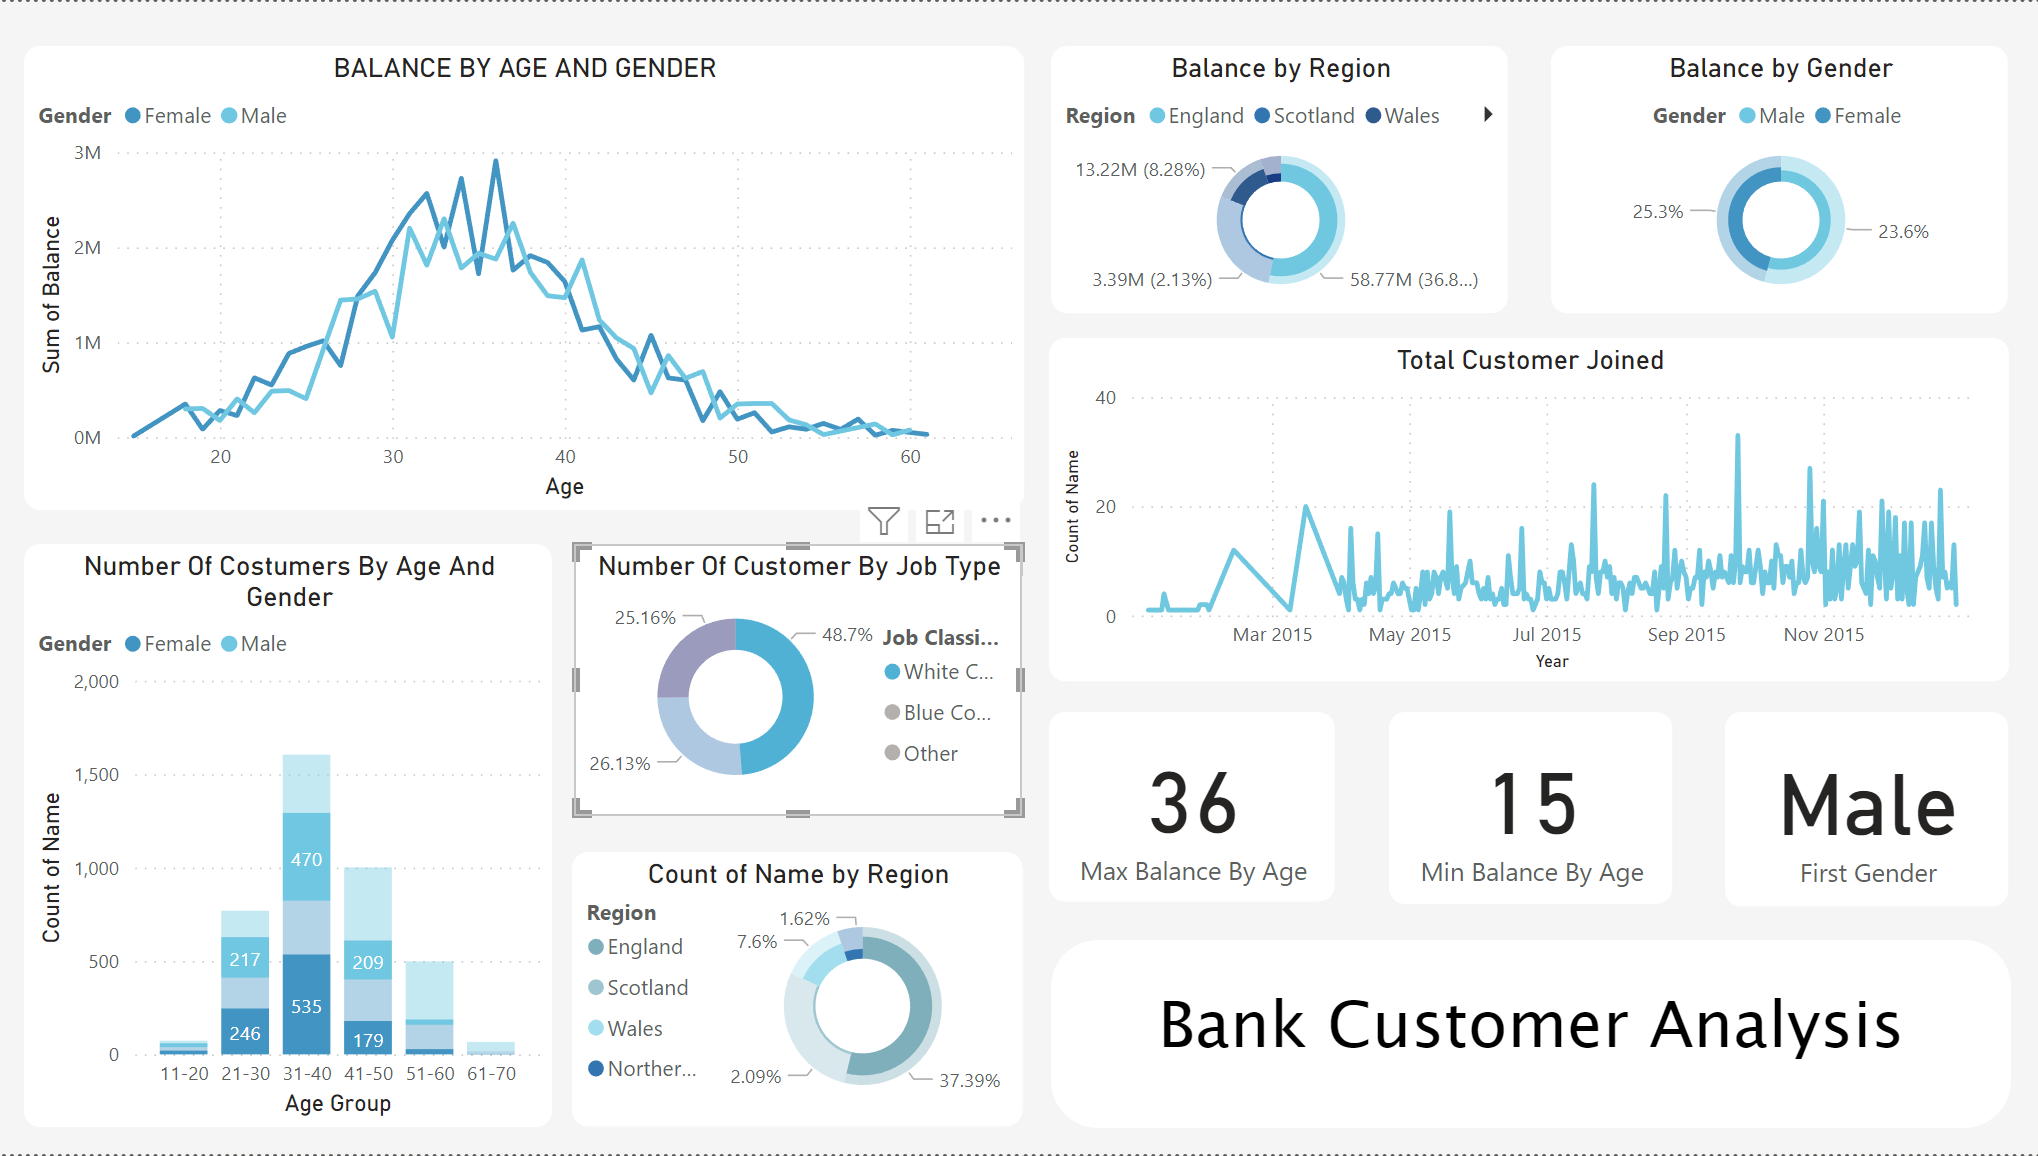 BALANCE BY AGE AND GENDER
Gender Female Male
3M
2M
1M
0M
Sum of Balance
20 30 40 50 60
Age
Balance by Region
Region England Scotland Wales
13.22M (8.28%)
3.39M (2.13%)
58.77M (36.8...)
Balance by Gender
Gender Male Female
25.3%
23.6%
Total Customer Joined
40
20
0
Count of Name
Mar 2015 May 2015 Jul 2015 Sep 2015 Nov 2015
Year
Number Of Costumers By Age And
Gender
Gender Female Male
2,000
1,500
1,000
500
0
Count of Name
470
217
209
535
246
179
11-20 21-30 31-40 41-50 51-60 61-70
Age Group
Number Of Customer By Job Type
25.16%
48.7%
26.13%
Job Classi...
White C...
Blue Co...
Other
Count of Name by Region
Region
England
Scotland
Wales
Norther...
1.62%
7.6%
2.09%
37.39%
36
Max Balance By Age
15
Min Balance By Age
Male
First Gender
Bank Customer Analysis